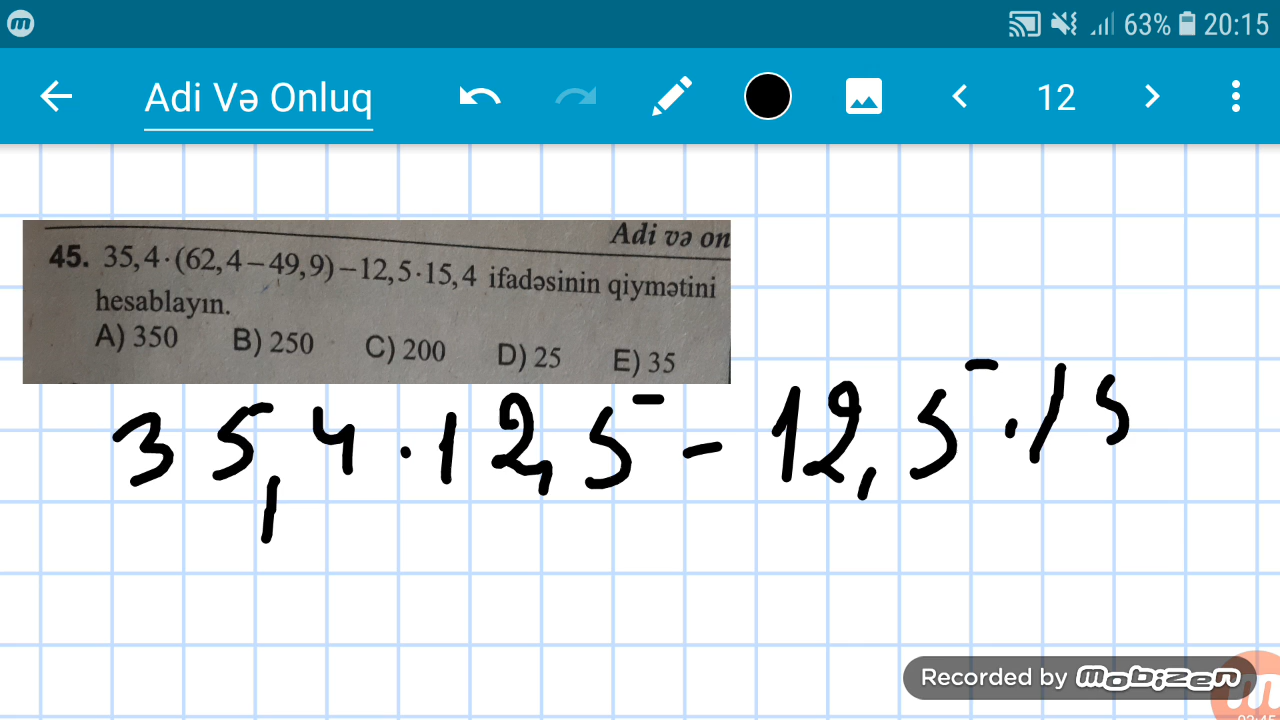 63% 20:15
Adi Və Onluq 12
Adi və on
45. 35,4·(62,4−49,9)−12,5·15,4 ifadəsinin qiymətini
hesablayın.
A) 350 B) 250 C) 200 D) 25 E) 35
35,4·12,5 - 12,5·15
Recorded by mobizen